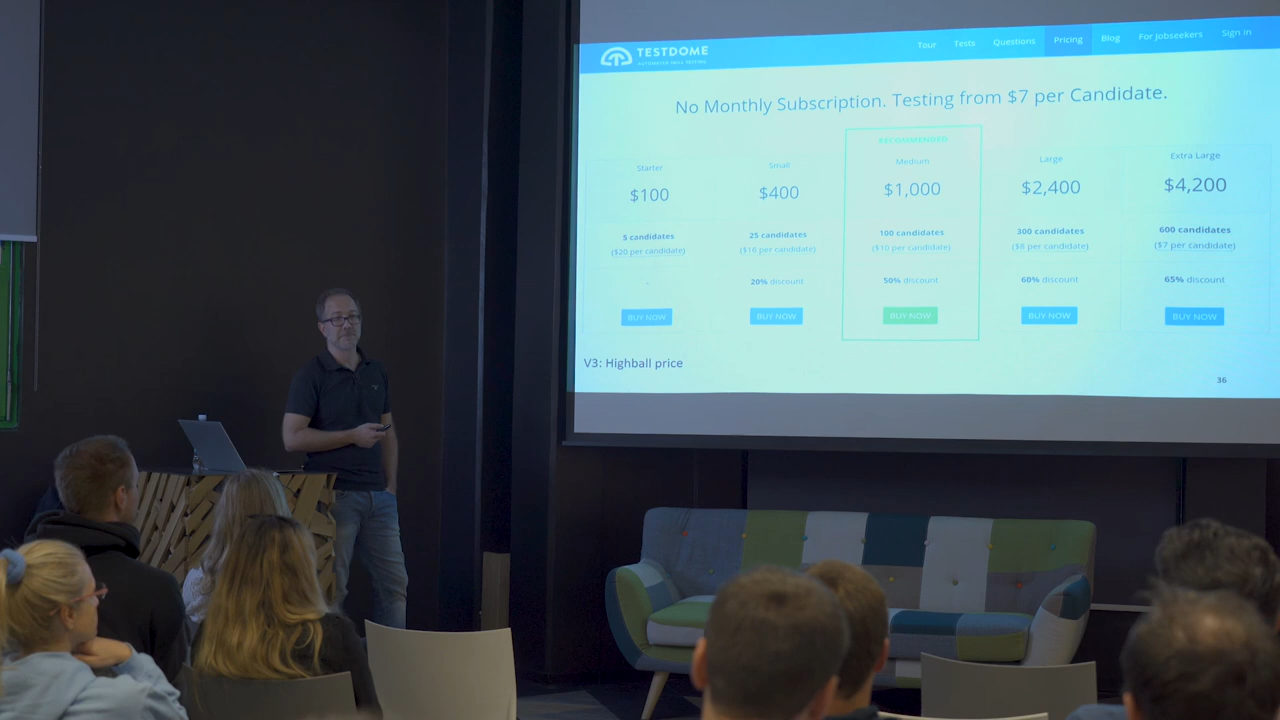 TESTDOME
AUTOMATED SKILL TESTING
Tour Tests Questions Pricing Blog For Jobseekers Sign in
No Monthly Subscription. Testing from $7 per Candidate.
RECOMMENDED
Starter Small Medium Large Extra Large
$100 $400 $1,000 $2,400 $4,200
5 candidates 25 candidates 100 candidates 300 candidates 600 candidates
($20 per candidate) ($16 per candidate) ($10 per candidate) ($8 per candidate) ($7 per candidate)
20% discount 50% discount 60% discount 65% discount
BUY NOW BUY NOW BUY NOW BUY NOW BUY NOW
V3: Highball price
36